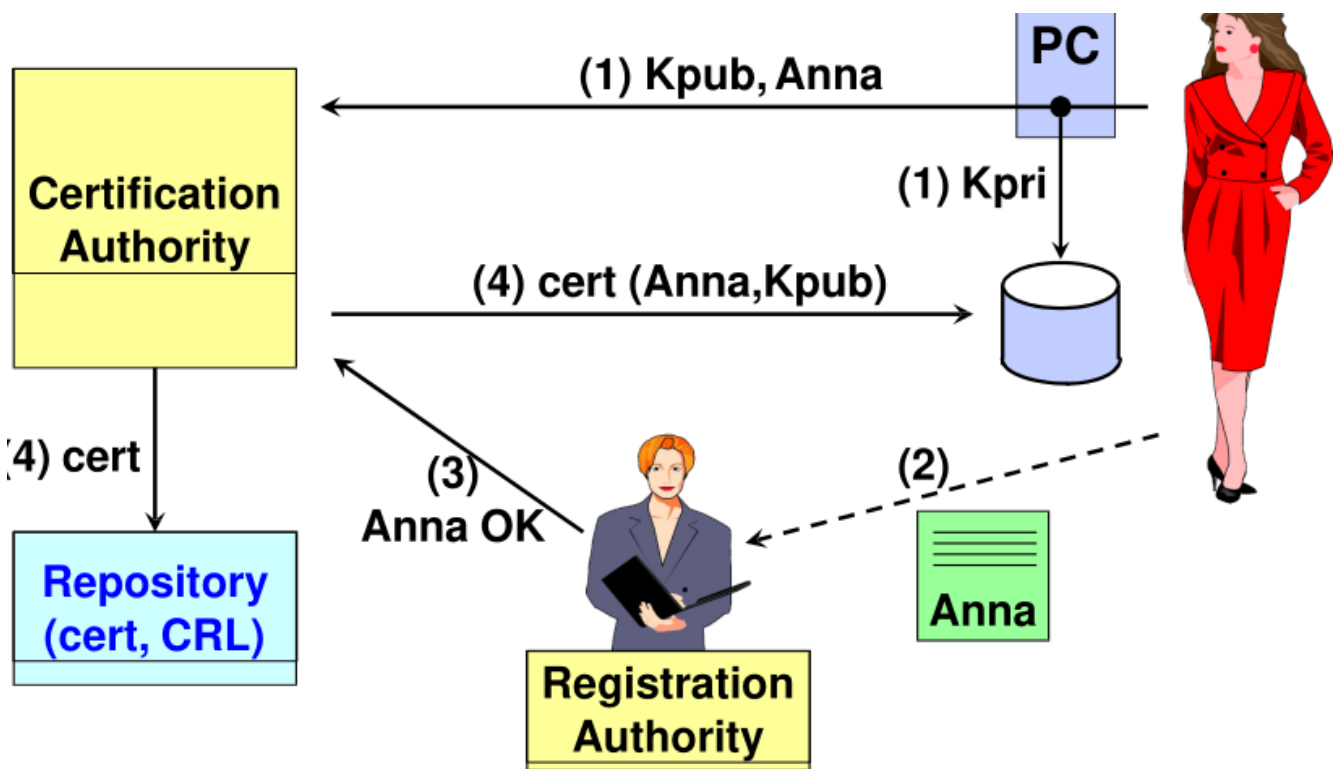 PC
(1) Kpub, Anna
(1) Kpri
Certification
Authority
(4) cert (Anna,Kpub)
4) cert
(3)
Anna OK
(2)
Anna
Repository
(cert, CRL)
Registration
Authority